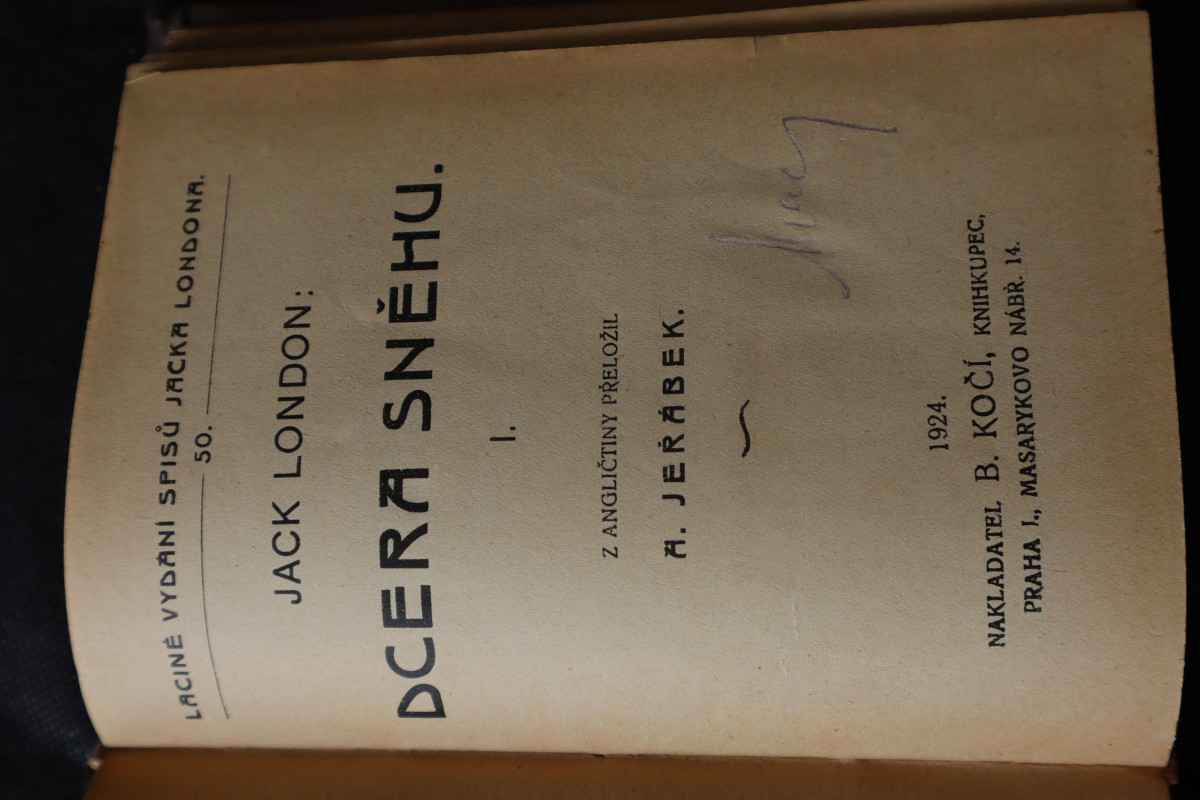 LACINÉ VYDÁNÍ SPISŮ JACKA LONDONA.
50.
JACK LONDON:
DCERA SNĚHU.
I.
Z ANGLIČTINY PŘELOŽIL
A. JEŘÁBEK.
1924.
NAKLADATEL B. KOČÍ, KNIHKUPEC,
PRAHA I., MASARYKOVO NÁBŘ. 14.